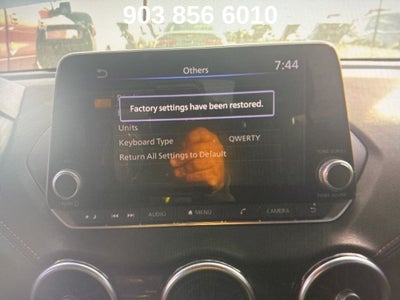 903 856 6010
Others
7:44
Factory settings have been restored.
Units
Keyboard Type QWERTY
Return All Settings to Default
AUDIO
MENU
CAMERA